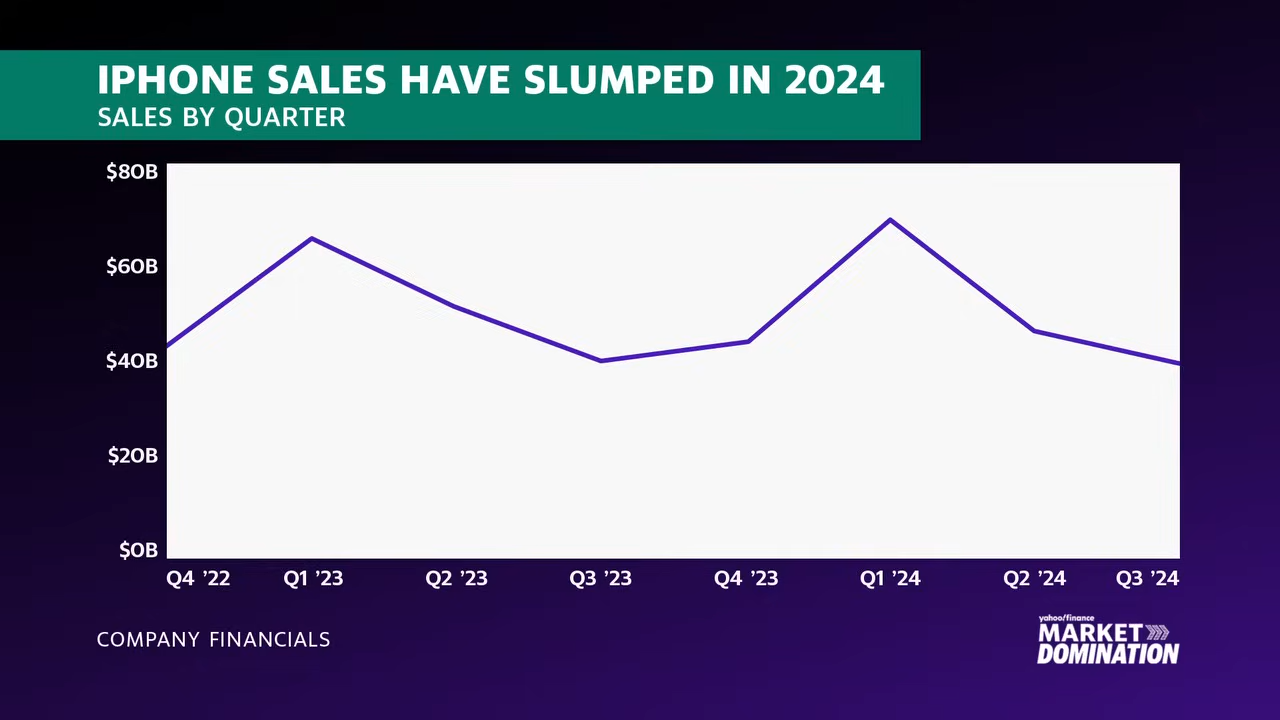 IPHONE SALES HAVE SLUMPED IN 2024
SALES BY QUARTER
$80B
$60B
$40B
$20B
$0B
Q4 ’22 Q1 ’23 Q2 ’23 Q3 ’23 Q4 ’23 Q1 ’24 Q2 ’24 Q3 ’24
COMPANY FINANCIALS
yahoo/finance
MARKET
DOMINATION